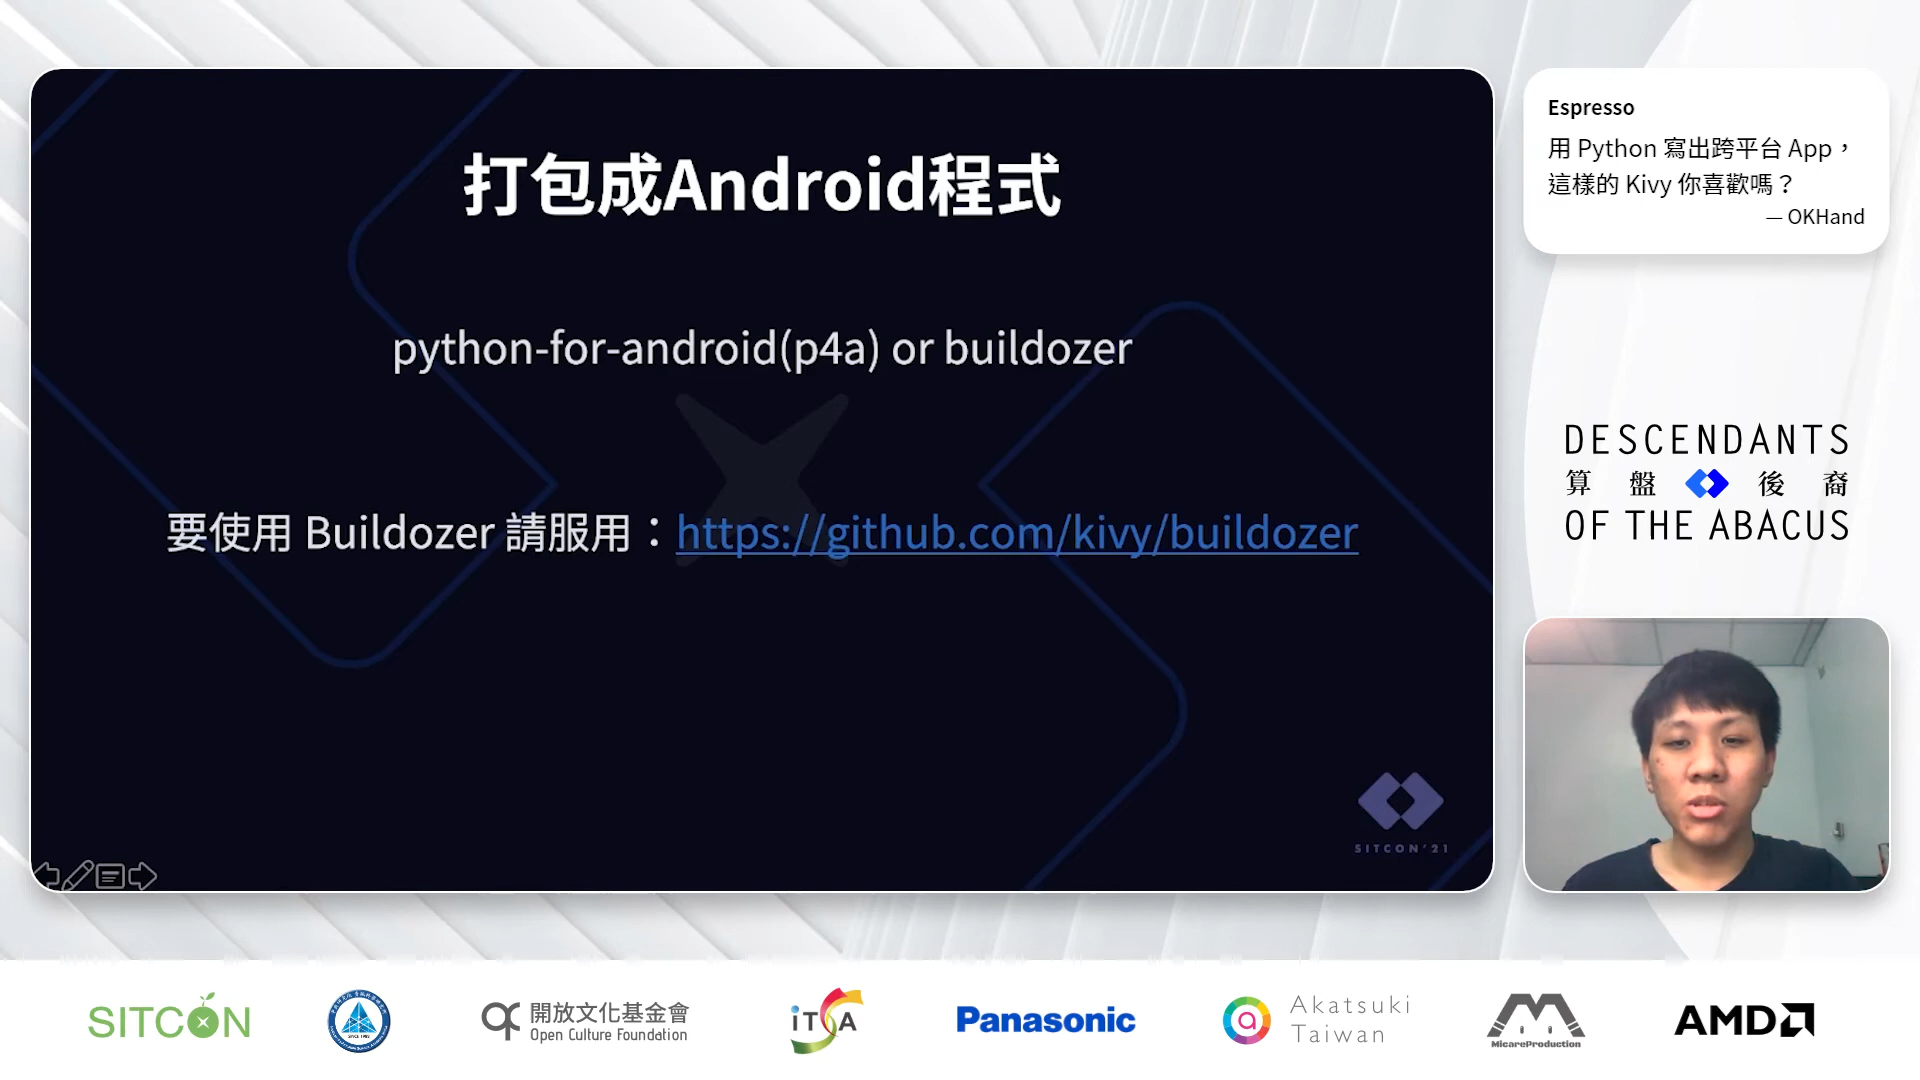 打包成Android程式
python-for-android(p4a) or buildozer
要使用 Buildozer 請服用：https://github.com/kivy/buildozer
SITCON'21
Espresso
用 Python 寫出跨平台 App，
這樣的 Kivy 你喜歡嗎？
— OKHand
DESCENDANTS
算盤後裔
OF THE ABACUS
SITCON
開放文化基金會
Open Culture Foundation
iTSA
Panasonic
Akatsuki
Taiwan
MicareProduction
AMD